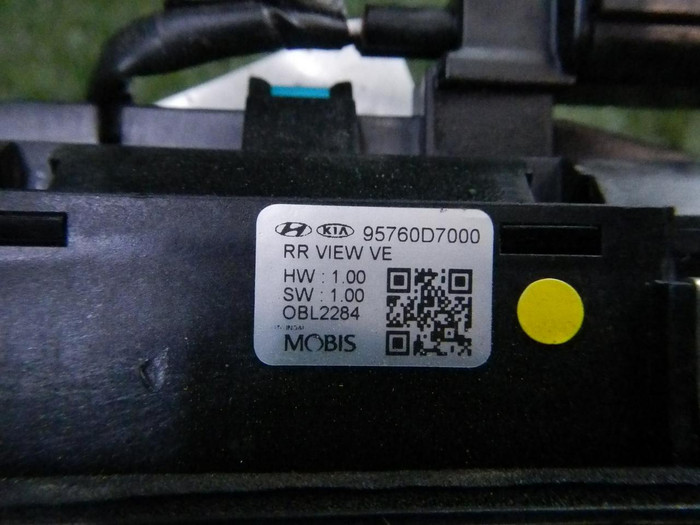 KIA 95760D7000
RR VIEW VE
HW : 1.00
SW : 1.00
OBL2284
MOBIS